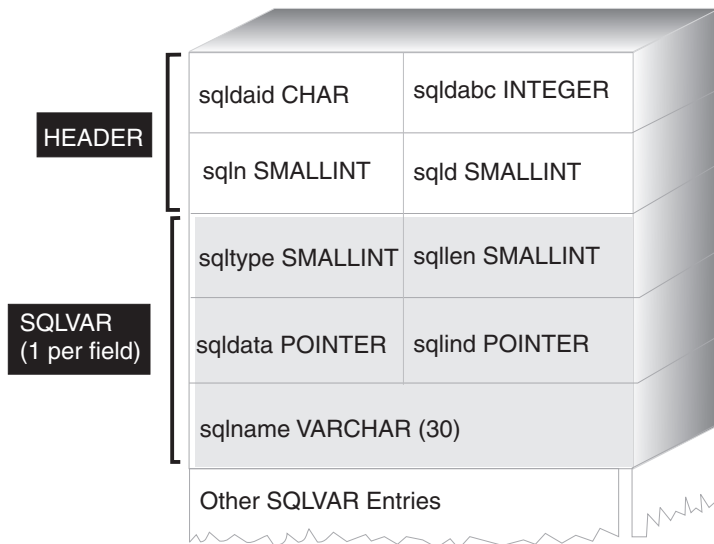 HEADER
sqldaid CHAR
sqldabc INTEGER
sqln SMALLINT
sqld SMALLINT
SQLVAR
(1 per field)
sqltype SMALLINT
sqllen SMALLINT
sqldata POINTER
sqlind POINTER
sqlname VARCHAR (30)
Other SQLVAR Entries